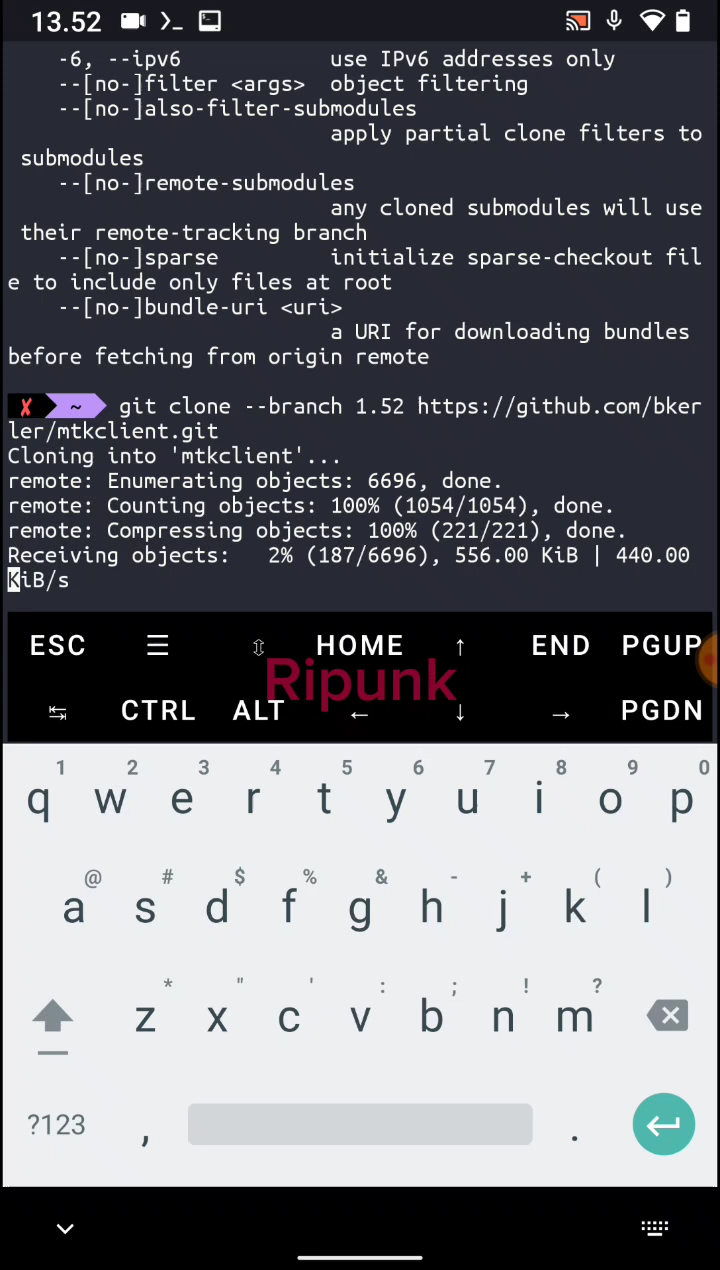 13.52
-6, --ipv6 use IPv6 addresses only
--[no-]filter <args> object filtering
--[no-]also-filter-submodules
apply partial clone filters to
submodules
--[no-]remote-submodules
any cloned submodules will use
their remote-tracking branch
--[no-]sparse initialize sparse-checkout fil
e to include only files at root
--[no-]bundle-uri <uri>
a URI for downloading bundles
before fetching from origin remote
✗ ~ git clone --branch 1.52 https://github.com/bker
ler/mtkclient.git
Cloning into 'mtkclient'...
remote: Enumerating objects: 6696, done.
remote: Counting objects: 100% (1054/1054), done.
remote: Compressing objects: 100% (221/221), done.
Receiving objects: 2% (187/6696), 556.00 KiB | 440.00
KiB/s
ESC ☰ ⇳ HOME ↑ END PGUP
Ripunk
↹ CTRL ALT ← ↓ → PGDN
1 2 3 4 5 6 7 8 9 0
q w e r t y u i o p
@ # $ % & - + ( )
a s d f g h j k l
* " ' : ; ! ?
z x c v b n m
?123 , .